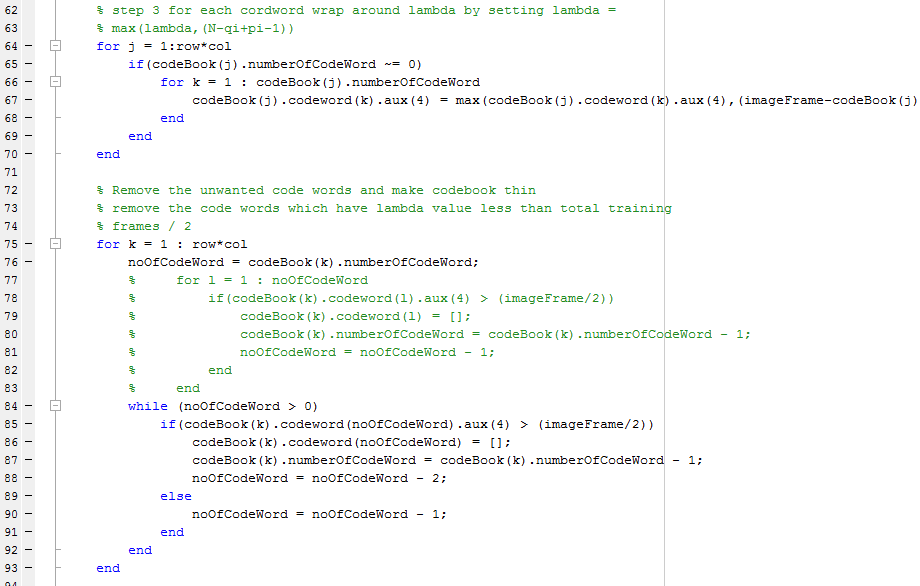 62 % step 3 for each cordword wrap around lambda by setting lambda =
63 % max(lambda,(N-qi+pi-1))
64 - for j = 1:row*col
65 - if(codeBook(j).numberOfCodeWord ~= 0)
66 - for k = 1 : codeBook(j).numberOfCodeWord
67 - codeBook(j).codeword(k).aux(4) = max(codeBook(j).codeword(k).aux(4),(imageFrame-codeBook(j)
68 - end
69 - end
70 - end
71
72 % Remove the unwanted code words and make codebook thin
73 % remove the code words which have lambda value less than total training
74 % frames / 2
75 - for k = 1 : row*col
76 - noOfCodeWord = codeBook(k).numberOfCodeWord;
77 % for l = 1 : noOfCodeWord
78 % if(codeBook(k).codeword(l).aux(4) > (imageFrame/2))
79 % codeBook(k).codeword(l) = [];
80 % codeBook(k).numberOfCodeWord = codeBook(k).numberOfCodeWord - 1;
81 % noOfCodeWord = noOfCodeWord - 1;
82 % end
83 % end
84 - while (noOfCodeWord > 0)
85 - if(codeBook(k).codeword(noOfCodeWord).aux(4) > (imageFrame/2))
86 - codeBook(k).codeword(noOfCodeWord) = [];
87 - codeBook(k).numberOfCodeWord = codeBook(k).numberOfCodeWord - 1;
88 - noOfCodeWord = noOfCodeWord - 2;
89 - else
90 - noOfCodeWord = noOfCodeWord - 1;
91 - end
92 - end
93 - end